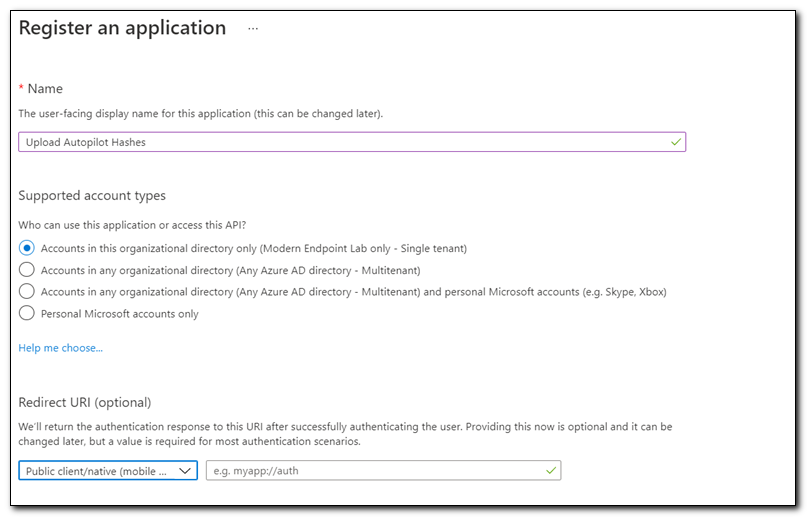 Register an application ...
* Name
The user-facing display name for this application (this can be changed later).
Upload Autopilot Hashes
Supported account types
Who can use this application or access this API?
Accounts in this organizational directory only (Modern Endpoint Lab only - Single tenant)
Accounts in any organizational directory (Any Azure AD directory - Multitenant)
Accounts in any organizational directory (Any Azure AD directory - Multitenant) and personal Microsoft accounts (e.g. Skype, Xbox)
Personal Microsoft accounts only
Help me choose...
Redirect URI (optional)
We'll return the authentication response to this URI after successfully authenticating the user. Providing this now is optional and it can be
changed later, but a value is required for most authentication scenarios.
Public client/native (mobile ...
e.g. myapp://auth